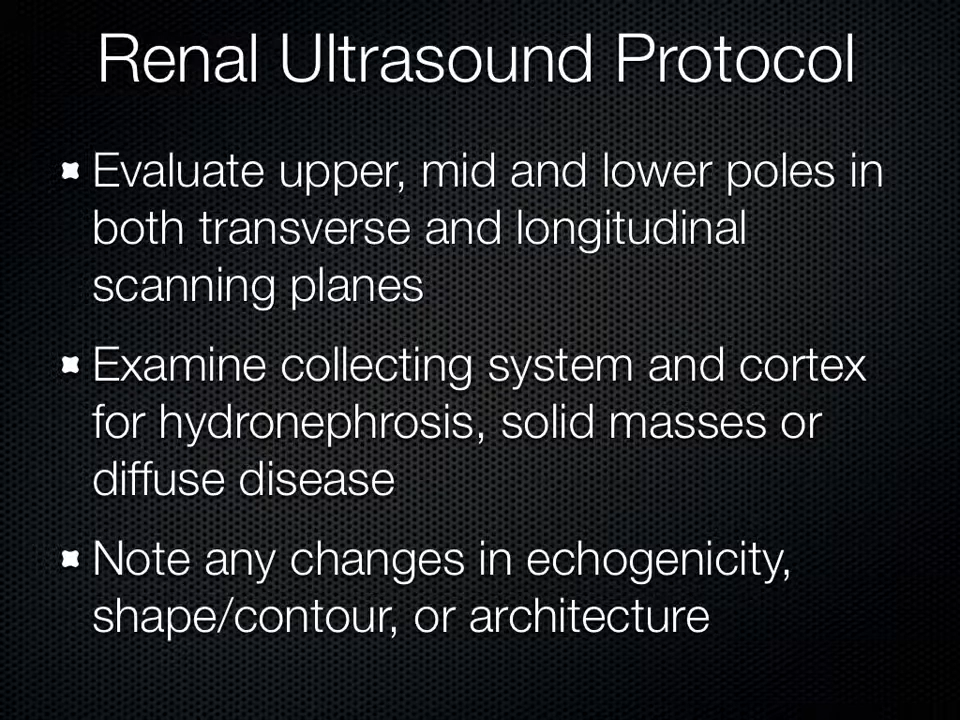 Renal Ultrasound Protocol
Evaluate upper, mid and lower poles in
both transverse and longitudinal
scanning planes
Examine collecting system and cortex
for hydronephrosis, solid masses or
diffuse disease
Note any changes in echogenicity,
shape/contour, or architecture